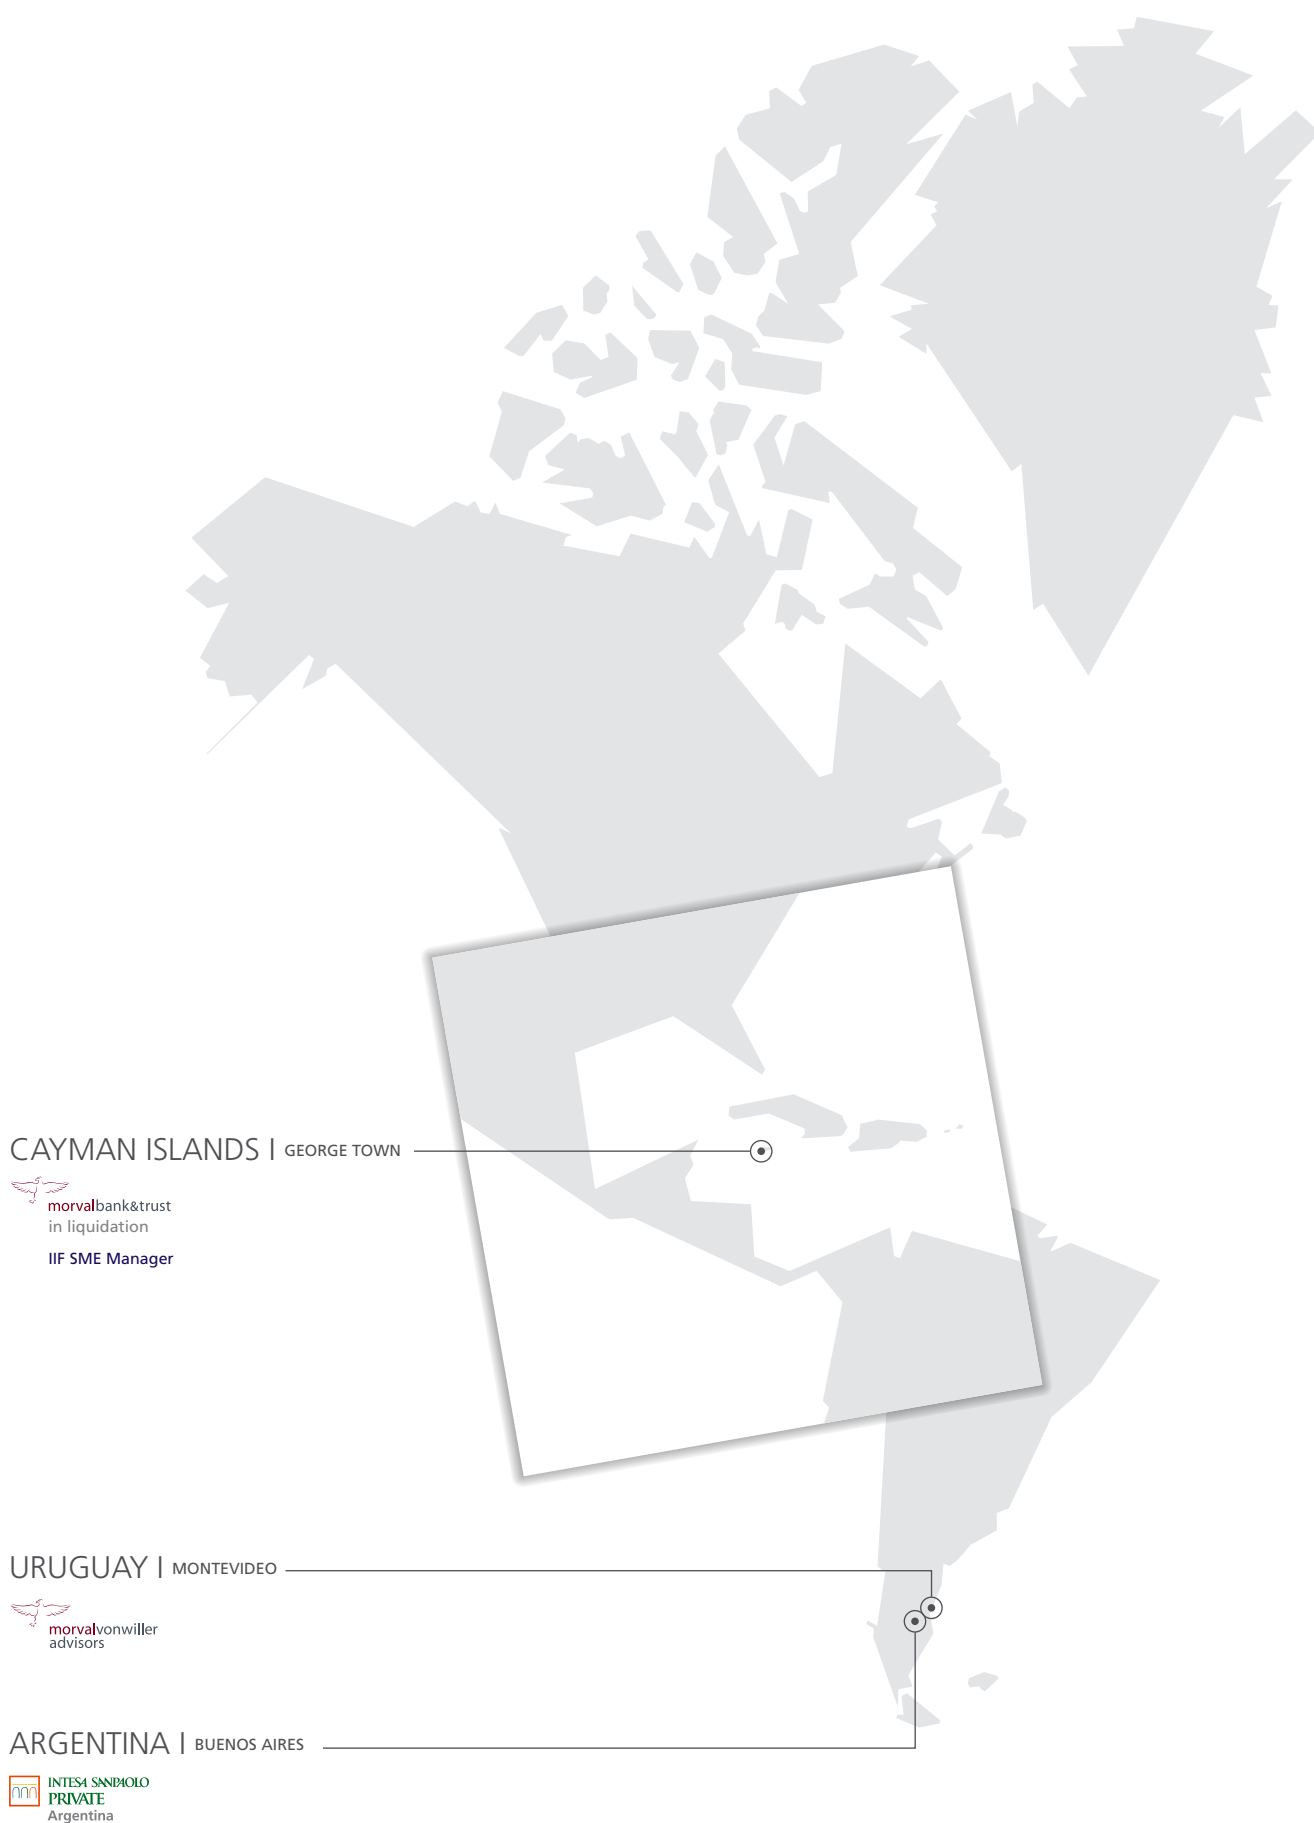 CAYMAN ISLANDS | GEORGE TOWN
morvalbank&trust
in liquidation
IIF SME Manager
URUGUAY | MONTEVIDEO
morvalvonwiller
advisors
ARGENTINA | BUENOS AIRES
INTESA SANPAOLO
PRIVATE
Argentina